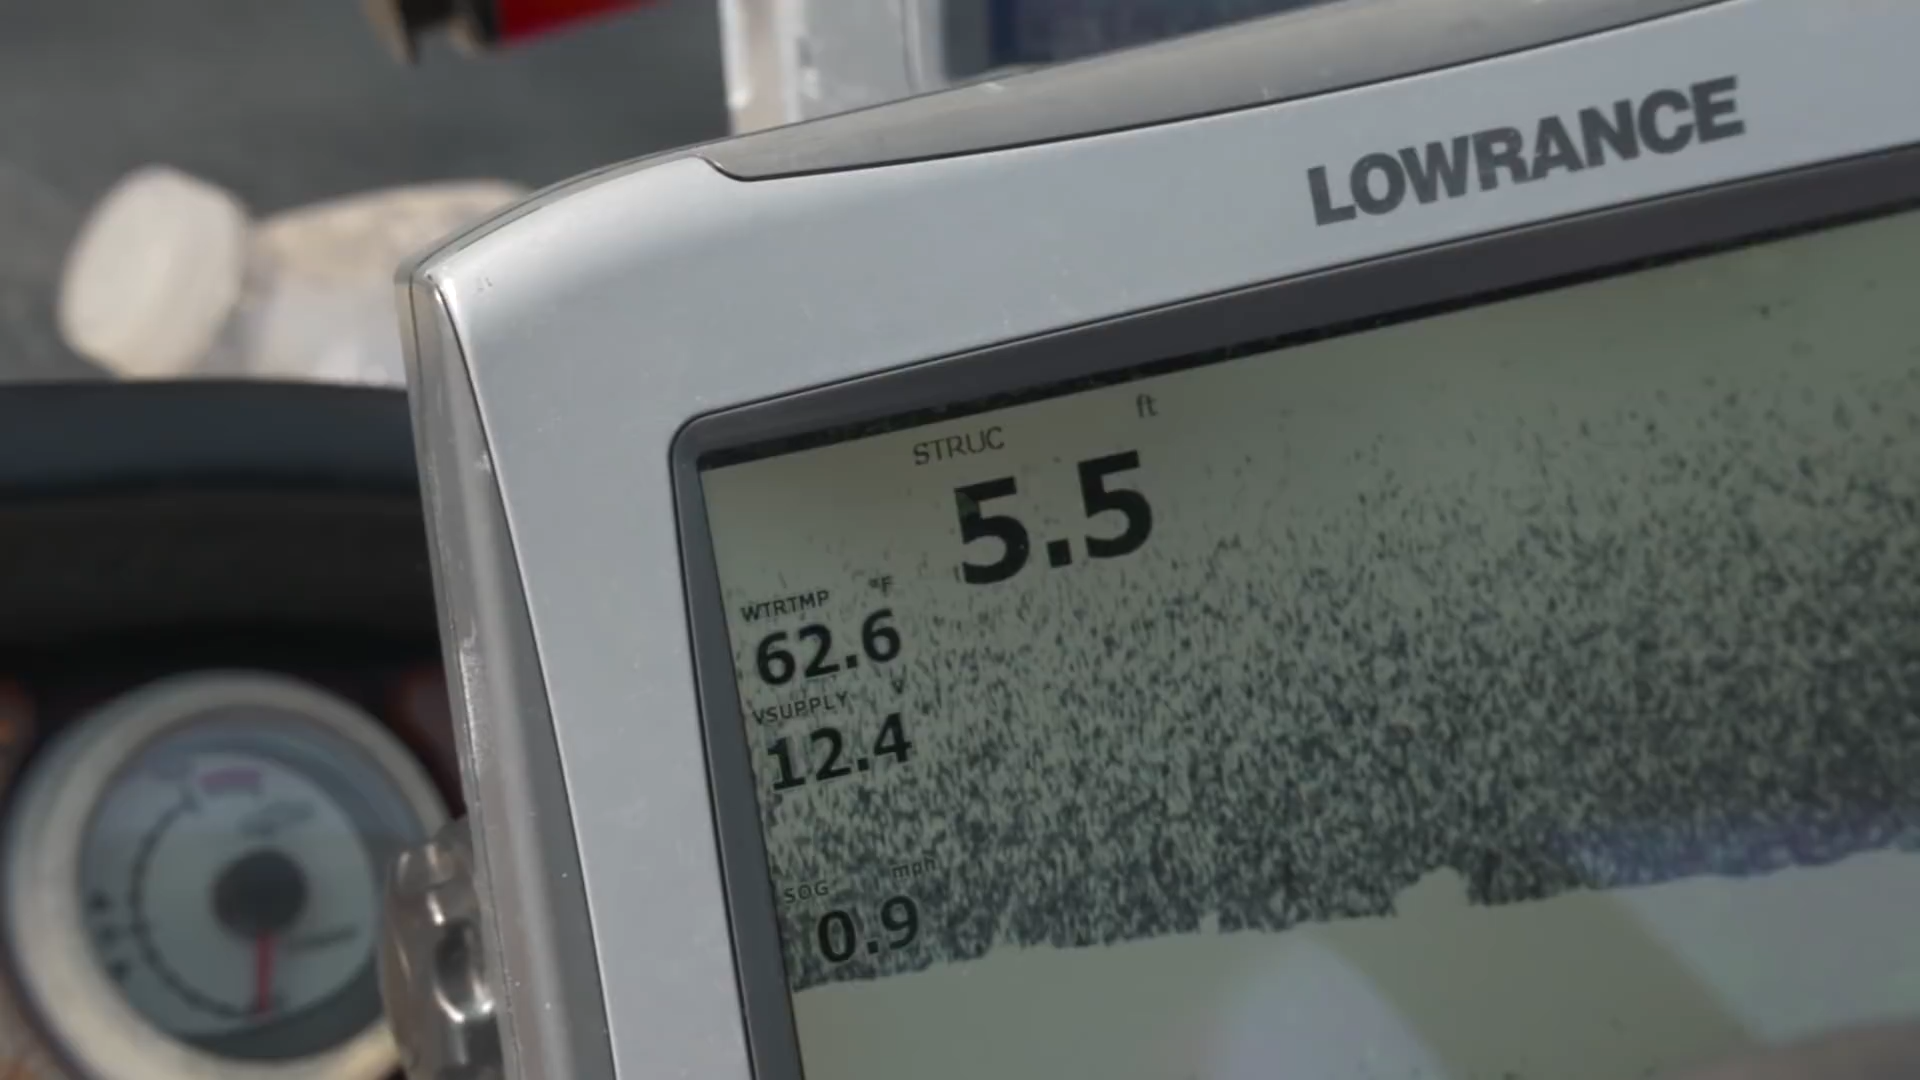 LOWRANCE
ft
STRUC
5.5
WTRTMP °F
62.6
VSUPPLY V
12.4
SOG mph
0.9